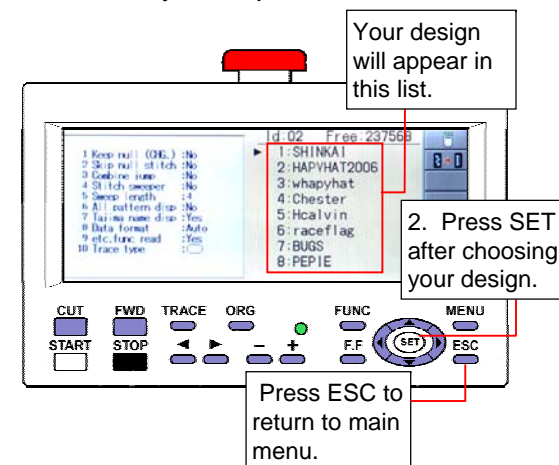 Your design
will appear in
this list.
Id:02 Free:237568
1 Keep null (CHG.) :No
2 Skip null stitch :No
3 Combine jump :No
4 Stitch sweeper :No
5 Sweep length :4
6 All pattern disp :No
7 Tajima name disp :Yes
8 Data format :Auto
9 etc.func read :Yes
10 Trace type :
1:SHINKAI
2:HAPYHAT2006
3:whapyhat
4:Chester
5:Hcalvin
6:raceflag
7:BUGS
8:PEPIE
2. Press SET
after choosing
your design.
CUT FWD TRACE ORG FUNC MENU
START STOP - + F.F SET ESC
Press ESC to
return to main
menu.